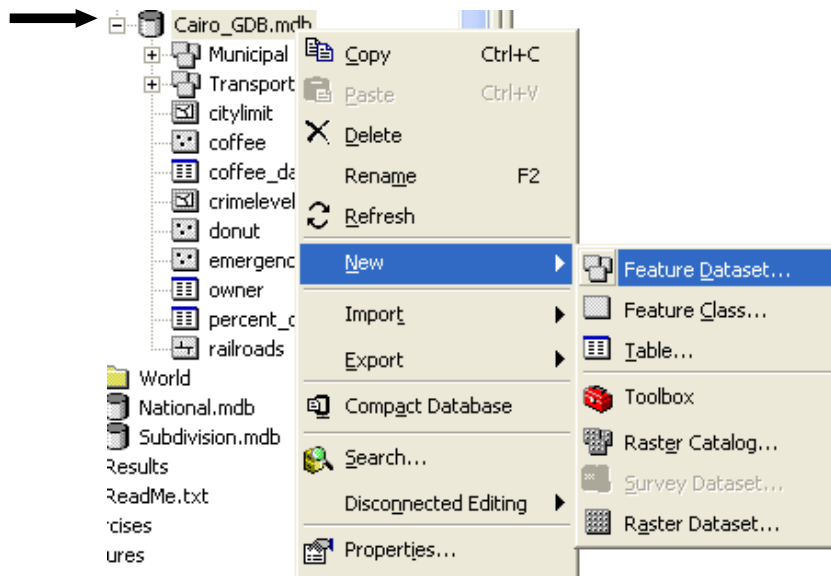 Cairo_GDB.mdb
Municipal
Transport
citylimit
coffee
coffee_da
crimelevel
donut
emergenc
owner
percent_c
railroads
World
National.mdb
Subdivision.mdb
Results
ReadMe.txt
rcises
ures
Copy Ctrl+C
Paste Ctrl+V
Delete
Rename F2
Refresh
New
Import
Export
Compact Database
Search...
Disconnected Editing
Properties...
Feature Dataset...
Feature Class...
Table...
Toolbox
Raster Catalog...
Survey Dataset...
Raster Dataset...